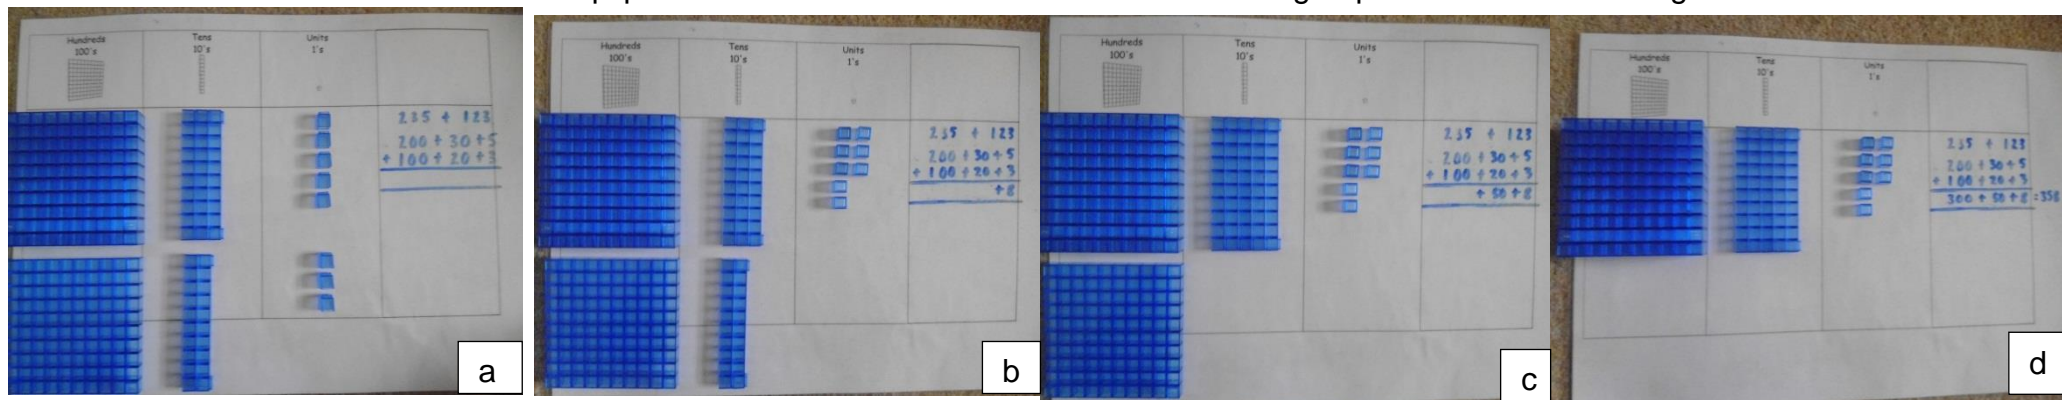 Hundreds Tens Units
100's 10's 1's
235 + 123
200 + 30 + 5
+ 100 + 20 + 3
a
Hundreds Tens Units
100's 10's 1's
235 + 123
200 + 30 + 5
+ 100 + 20 + 3
+ 8
b
Hundreds Tens Units
100's 10's 1's
235 + 123
200 + 30 + 5
+ 100 + 20 + 3
+ 50 + 8
c
Hundreds Tens Units
100's 10's 1's
235 + 123
200 + 30 + 5
+ 100 + 20 + 3
300 + 50 + 8 = 358
d